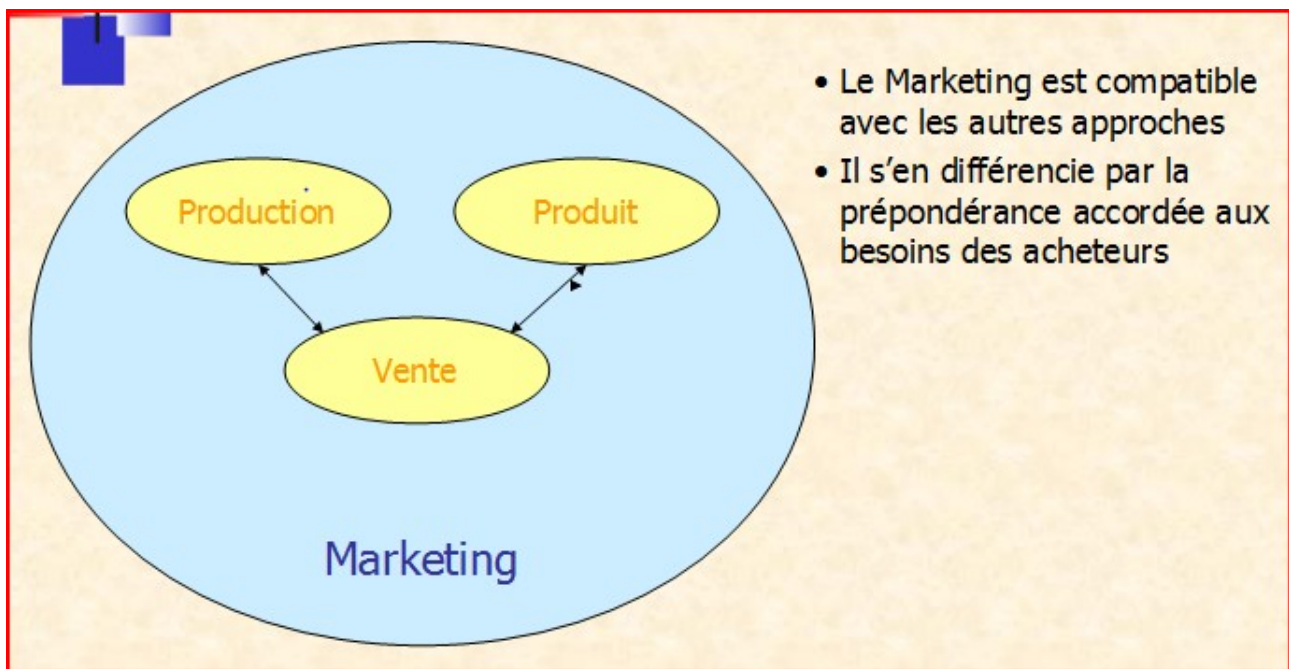 Production
Produit
Vente
Marketing
• Le Marketing est compatible
avec les autres approches
• Il s'en différencie par la
prépondérance accordée aux
besoins des acheteurs